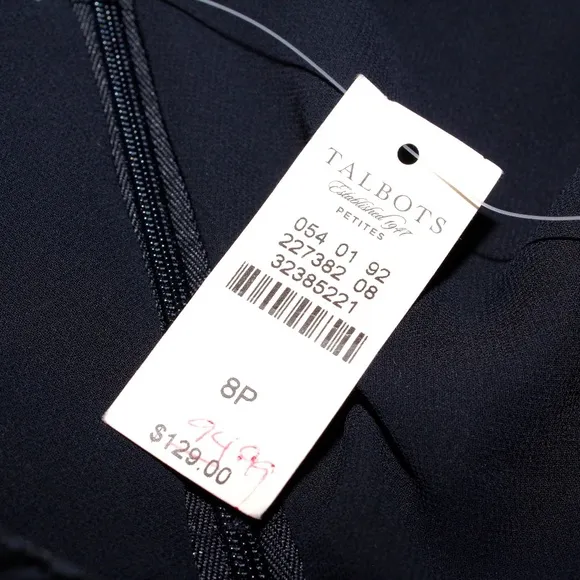 TALBOTS
Established 1947
PETITES
054 01 92
227382 08
32385221
8P
94.99
$129.00